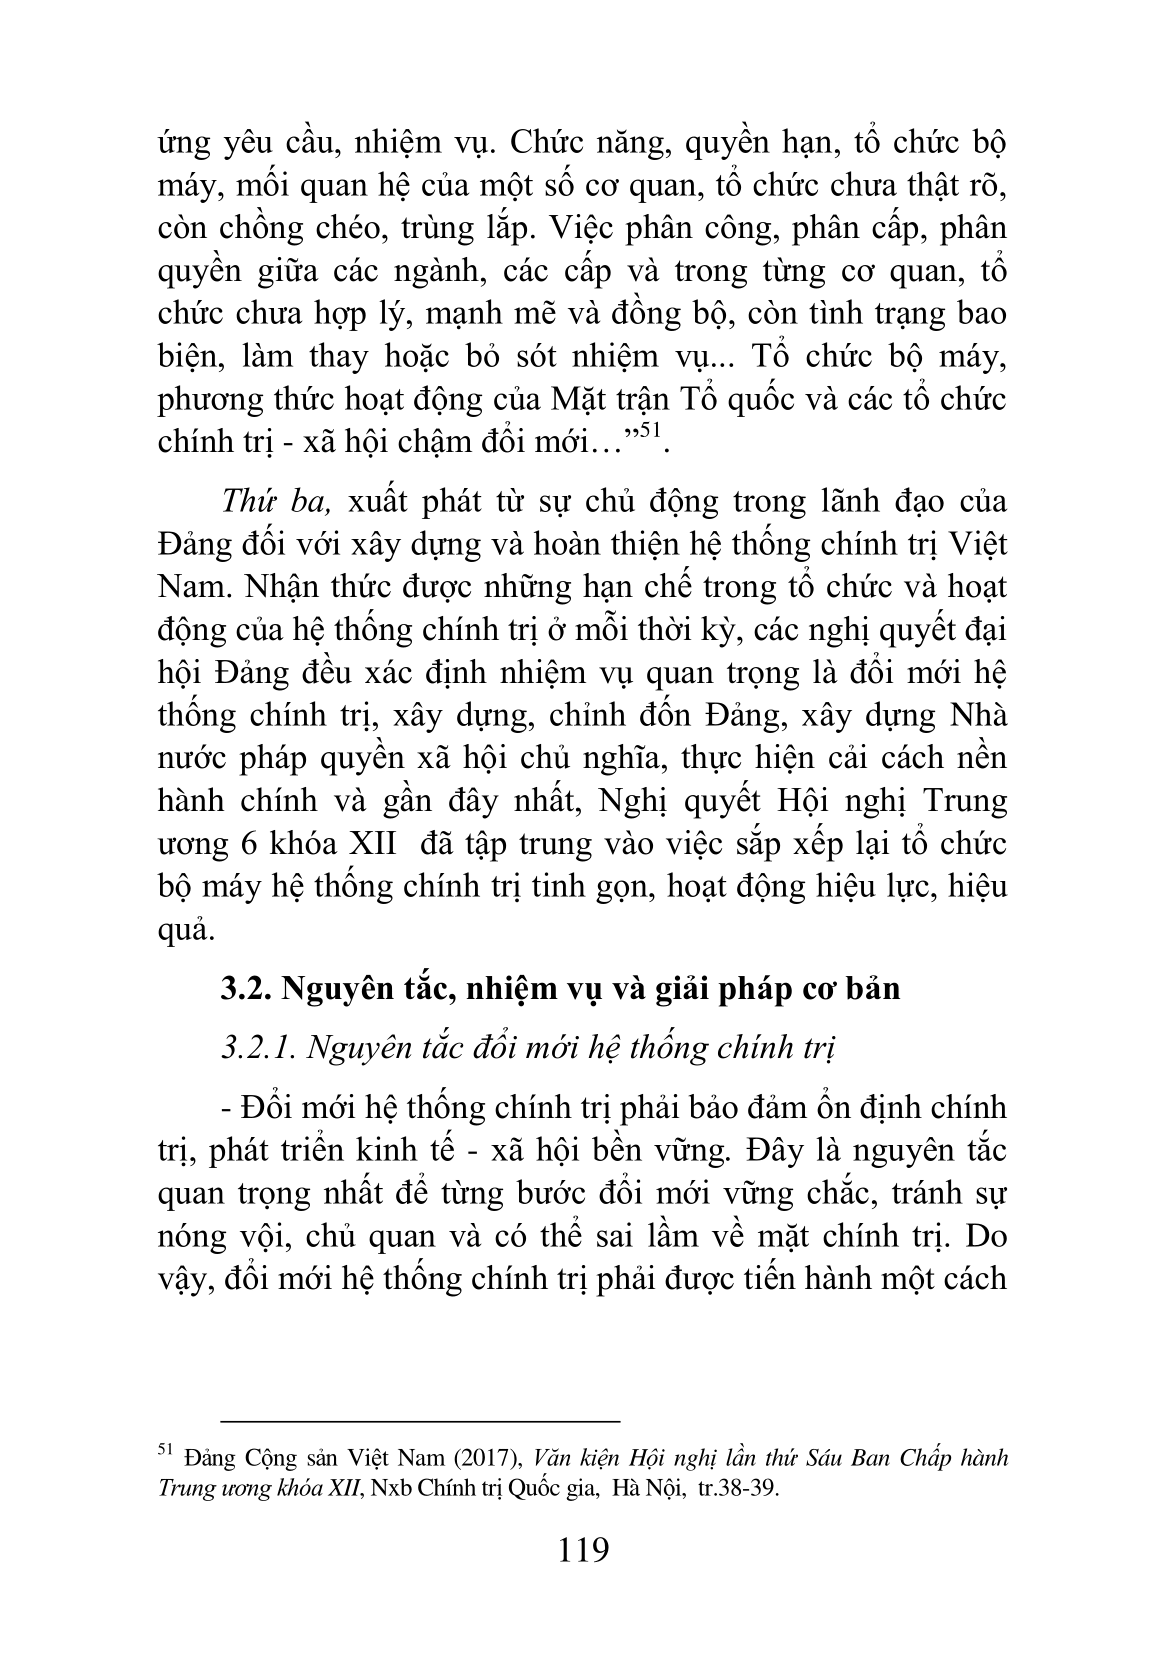 ứng yêu cầu, nhiệm vụ. Chức năng, quyền hạn, tổ chức bộ
máy, mối quan hệ của một số cơ quan, tổ chức chưa thật rõ,
còn chồng chéo, trùng lắp. Việc phân công, phân cấp, phân
quyền giữa các ngành, các cấp và trong từng cơ quan, tổ
chức chưa hợp lý, mạnh mẽ và đồng bộ, còn tình trạng bao
biện, làm thay hoặc bỏ sót nhiệm vụ... Tổ chức bộ máy,
phương thức hoạt động của Mặt trận Tổ quốc và các tổ chức
chính trị - xã hội chậm đổi mới…”51.
Thứ ba, xuất phát từ sự chủ động trong lãnh đạo của
Đảng đối với xây dựng và hoàn thiện hệ thống chính trị Việt
Nam. Nhận thức được những hạn chế trong tổ chức và hoạt
động của hệ thống chính trị ở mỗi thời kỳ, các nghị quyết đại
hội Đảng đều xác định nhiệm vụ quan trọng là đổi mới hệ
thống chính trị, xây dựng, chỉnh đốn Đảng, xây dựng Nhà
nước pháp quyền xã hội chủ nghĩa, thực hiện cải cách nền
hành chính và gần đây nhất, Nghị quyết Hội nghị Trung
ương 6 khóa XII đã tập trung vào việc sắp xếp lại tổ chức
bộ máy hệ thống chính trị tinh gọn, hoạt động hiệu lực, hiệu
quả.
3.2. Nguyên tắc, nhiệm vụ và giải pháp cơ bản
3.2.1. Nguyên tắc đổi mới hệ thống chính trị
- Đổi mới hệ thống chính trị phải bảo đảm ổn định chính
trị, phát triển kinh tế - xã hội bền vững. Đây là nguyên tắc
quan trọng nhất để từng bước đổi mới vững chắc, tránh sự
nóng vội, chủ quan và có thể sai lầm về mặt chính trị. Do
vậy, đổi mới hệ thống chính trị phải được tiến hành một cách
51 Đảng Cộng sản Việt Nam (2017), Văn kiện Hội nghị lần thứ Sáu Ban Chấp hành
Trung ương khóa XII, Nxb Chính trị Quốc gia, Hà Nội, tr.38-39.
119